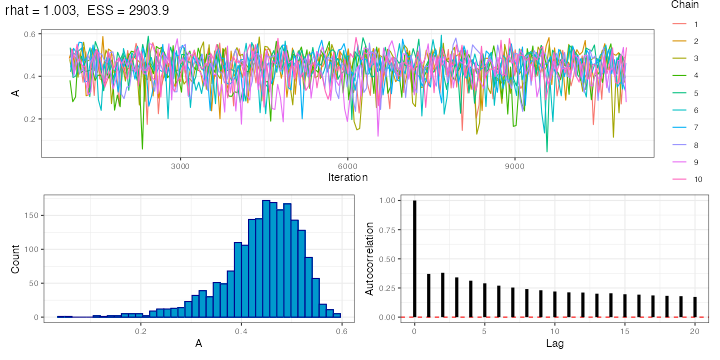 rhat = 1.003,  ESS = 2903.9
Chain
1
2
3
4
5
6
7
8
9
10
A
0.6
0.4
0.2
3000 6000 9000
Iteration
Count
150
100
50
0
0.2 0.4 0.6
A
Autocorrelation
1.00
0.75
0.50
0.25
0.00
0 5 10 15 20
Lag